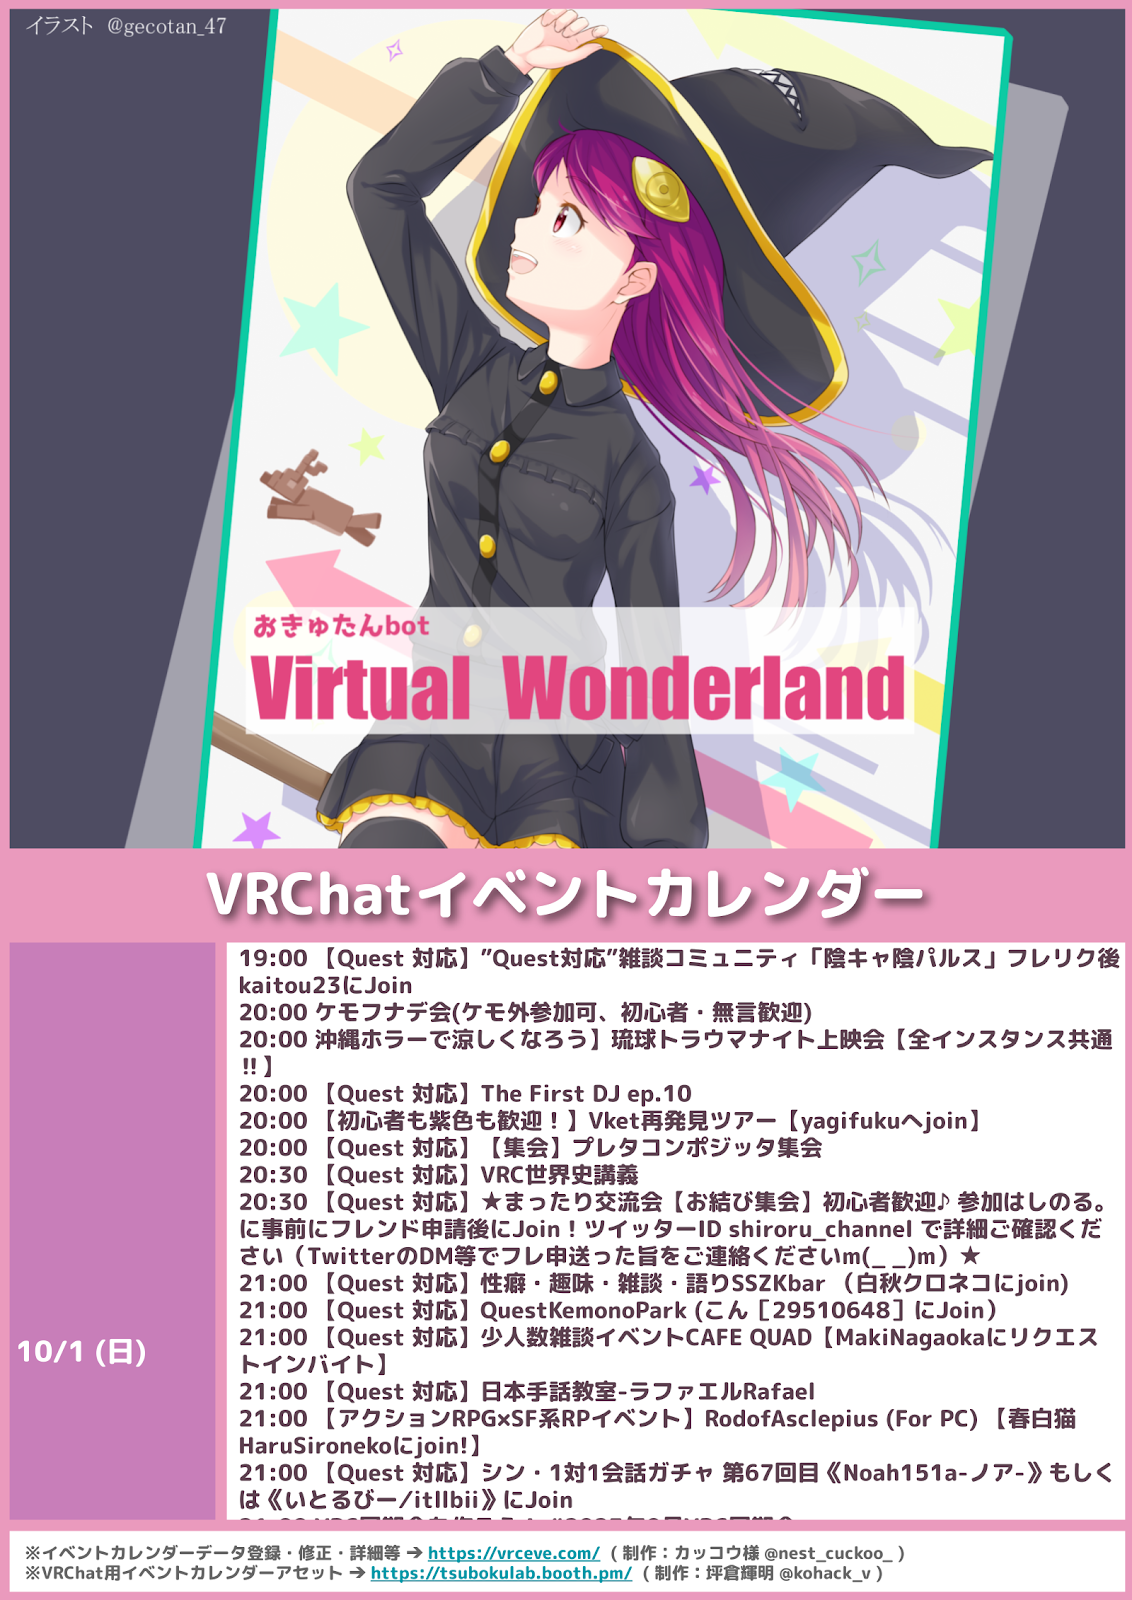 イラスト @gecotan_47
おきゅたんbot
Virtual Wonderland
VRChatイベントカレンダー
10/1 (日)
19:00 【Quest 対応】”Quest対応”雑談コミュニティ「陰キャ陰パルス」フレリク後
kaitou23にJoin
20:00 ケモフナデ会(ケモ外参加可、初心者・無言歓迎)
20:00 沖縄ホラーで涼しくなろう】琉球トラウマナイト上映会【全インスタンス共通
!!】
20:00 【Quest 対応】The First DJ ep.10
20:00 【初心者も紫色も歓迎！】Vket再発見ツアー【yagifukuへjoin】
20:00 【Quest 対応】【集会】プレタコンポジッタ集会
20:30 【Quest 対応】VRC世界史講義
20:30 【Quest 対応】★まったり交流会【お結び集会】初心者歓迎♪ 参加はしのる。
に事前にフレンド申請後にJoin！ツイッターID shiroru_channel で詳細ご確認くだ
さい（TwitterのDM等でフレ申送った旨をご連絡くださいm(_ _)m）★
21:00 【Quest 対応】性癖・趣味・雑談・語りSSZKbar （白秋クロネコにjoin)
21:00 【Quest 対応】QuestKemonoPark (こん［29510648］にJoin）
21:00 【Quest 対応】少人数雑談イベントCAFE QUAD【MakiNagaokaにリクエス
トインバイト】
21:00 【Quest 対応】日本手話教室-ラファエルRafael
21:00 【アクションRPG×SF系RPイベント】RodofAsclepius (For PC) 【春白猫
HaruSironekoにjoin!】
21:00 【Quest 対応】シン・1対1会話ガチャ 第67回目《Noah151a-ノア-》もしく
は《いとるびー/itllbii》にJoin
※イベントカレンダーデータ登録・修正・詳細等 ➔ https://vrceve.com/ ( 制作：カッコウ様 @nest_cuckoo_ )
※VRChat用イベントカレンダーアセット ➔ https://tsubokulab.booth.pm/ ( 制作：坪倉輝明 @kohack_v )